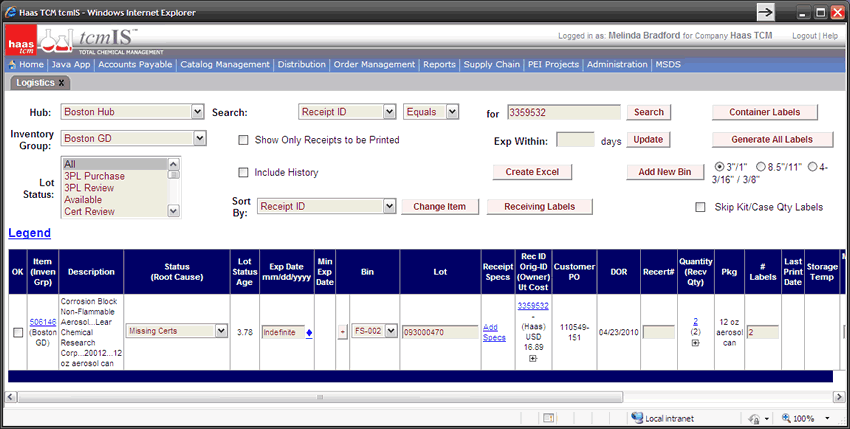 Haas TCM tcmIS - Windows Internet Explorer
haas tcm
tcmIS™
TOTAL CHEMICAL MANAGEMENT
Logged in as: Melinda Bradford for Company Haas TCM Logout | Help
Home | Java App | Accounts Payable | Catalog Management | Distribution | Order Management | Reports | Supply Chain | PEI Projects | Administration | MSDS
Logistics X
Hub: Boston Hub Search: Receipt ID Equals for 3359532 Search Container Labels
Inventory Group: Boston GD Show Only Receipts to be Printed Exp Within: days Update Generate All Labels
Lot Status:
All
3PL Purchase
3PL Review
Available
Cert Review
Include History Create Excel Add New Bin 3"/1" 8.5"/11" 4-3/16" / 3/8"
Sort By: Receipt ID Change Item Receiving Labels Skip Kit/Case Qty Labels
Legend
OK
Item (Inven Grp)
Description
Status (Root Cause)
Lot Status Age
Exp Date mm/dd/yyyy
Min Exp Date
Bin
Lot
Receipt Specs
Rec ID Orig-ID (Owner) Ut Cost
Customer PO
DOR
Recert#
Quantity (Recv Qty)
Pkg
# Labels
Last Print Date
Storage Temp
506146 (Boston GD)
Corrosion Block Non-Flammable Aerosol...Lear Chemical Research Corp...20012...12 oz aerosol can
Missing Certs
3.78
Indefinite
+
FS-002
093000470
Add Specs
3359532 - (Haas) USD 16.89
110549-151
04/23/2010
2 (2)
12 oz aerosol can
2
Local intranet
100%